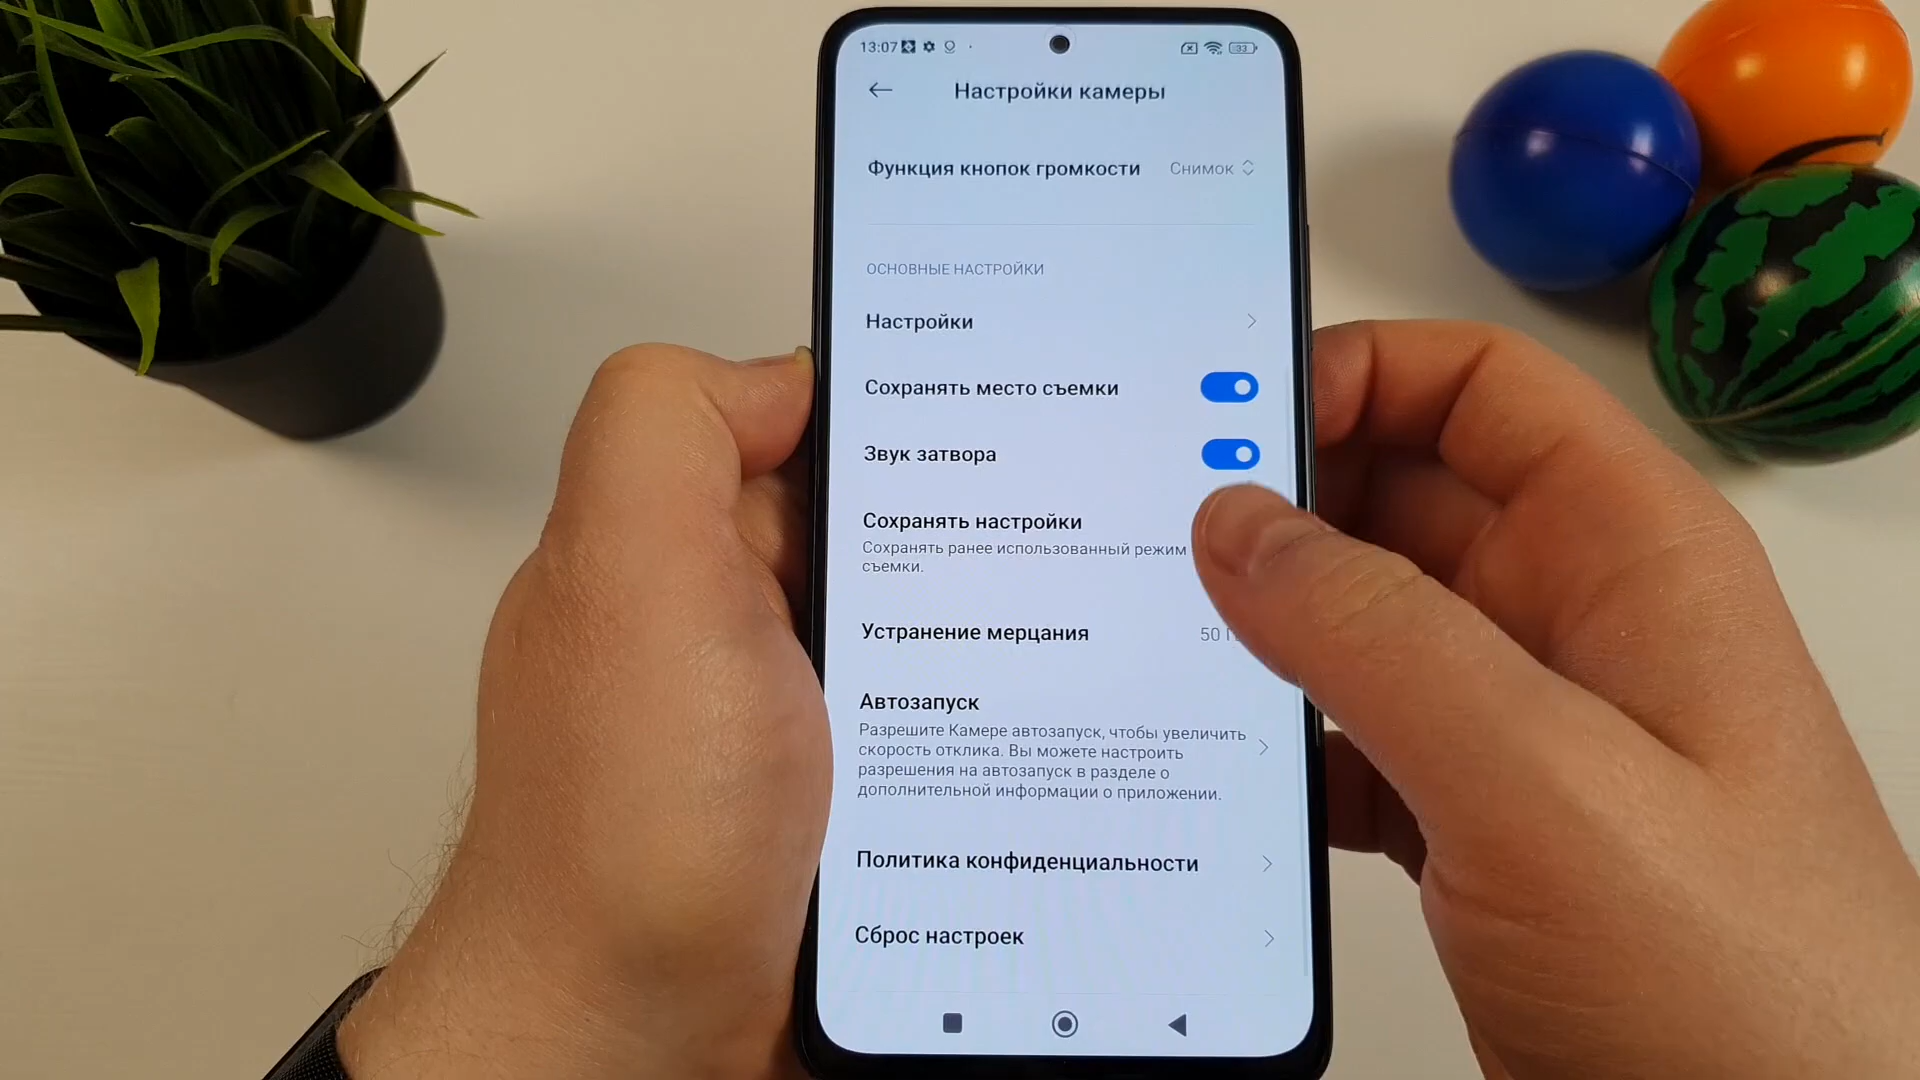 13:07 33
Настройки камеры
Функция кнопок громкости Снимок
ОСНОВНЫЕ НАСТРОЙКИ
Настройки
Сохранять место съемки
Звук затвора
Сохранять настройки
Сохранять ранее использованный режим
съемки.
Устранение мерцания 50
Автозапуск
Разрешите Камере автозапуск, чтобы увеличить
скорость отклика. Вы можете настроить
разрешения на автозапуск в разделе о
дополнительной информации о приложении.
Политика конфиденциальности
Сброс настроек